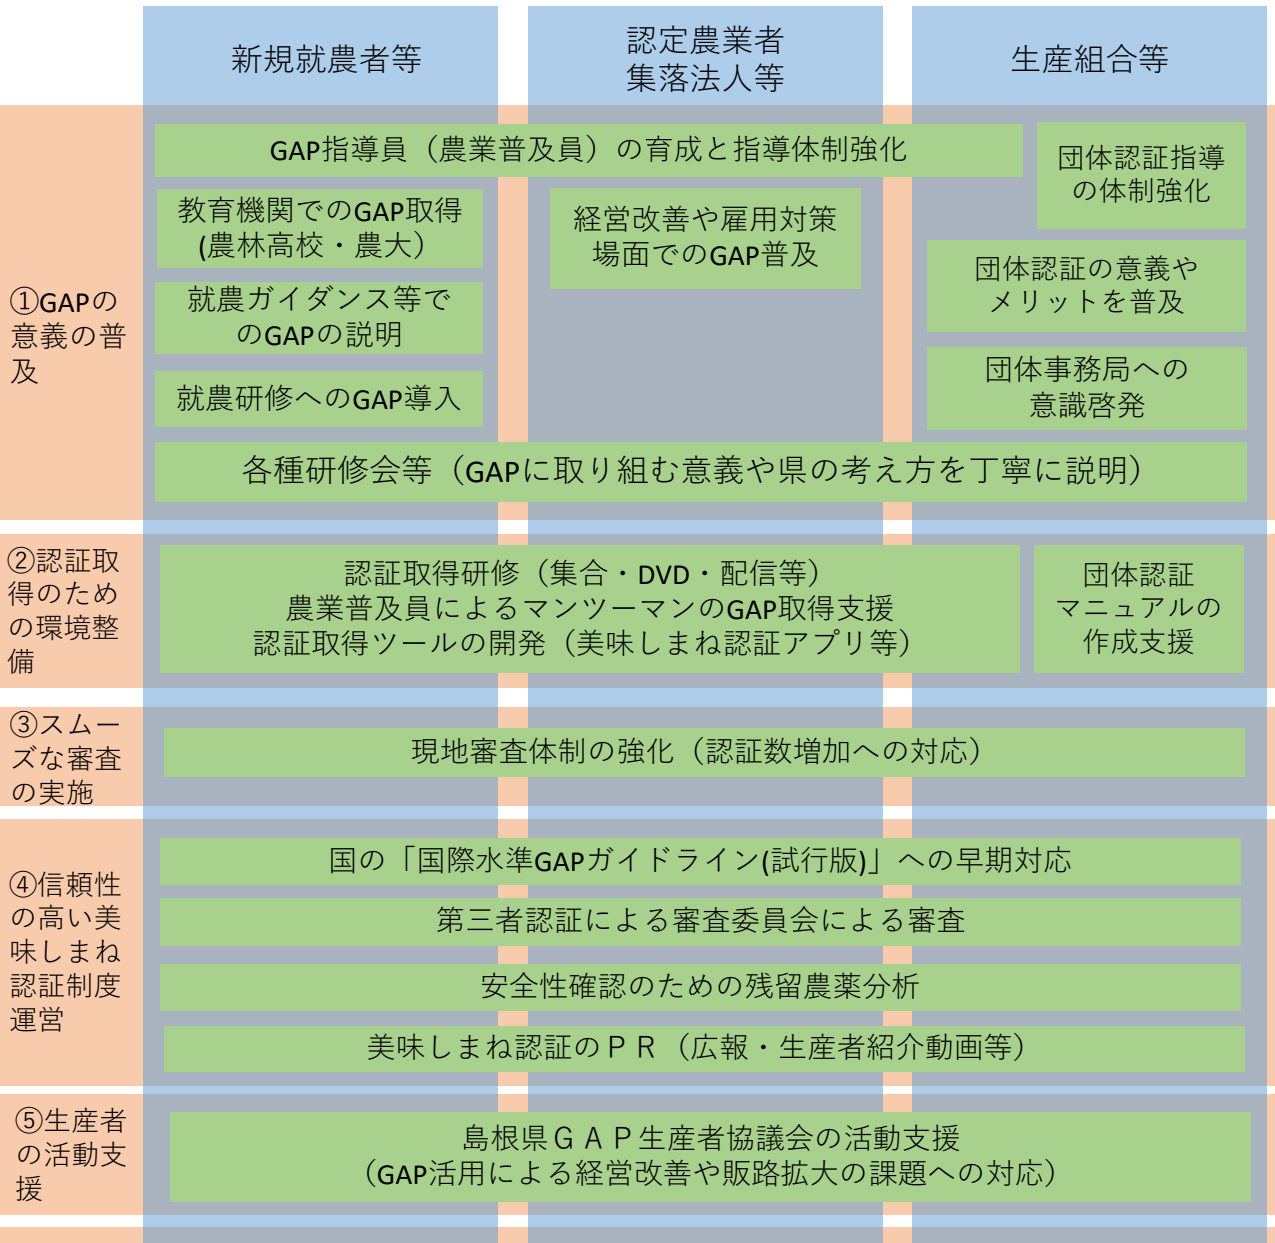 新規就農者等
認定農業者
集落法人等
生産組合等
①GAPの
意義の普
及
GAP指導員（農業普及員）の育成と指導体制強化
団体認証指導
の体制強化
教育機関でのGAP取得
(農林高校・農大）
経営改善や雇用対策
場面でのGAP普及
団体認証の意義や
メリットを普及
就農ガイダンス等で
のGAPの説明
団体事務局への
意識啓発
就農研修へのGAP導入
各種研修会等（GAPに取り組む意義や県の考え方を丁寧に説明）
②認証取
得のため
の環境整
備
認証取得研修（集合・DVD・配信等）
農業普及員によるマンツーマンのGAP取得支援
認証取得ツールの開発（美味しまね認証アプリ等）
団体認証
マニュアルの
作成支援
③スムー
ズな審査
の実施
現地審査体制の強化（認証数増加への対応）
④信頼性
の高い美
味しまね
認証制度
運営
国の「国際水準GAPガイドライン(試行版)」への早期対応
第三者認証による審査委員会による審査
安全性確認のための残留農薬分析
美味しまね認証のＰＲ（広報・生産者紹介動画等）
⑤生産者
の活動支
援
島根県ＧＡＰ生産者協議会の活動支援
（GAP活用による経営改善や販路拡大の課題への対応）